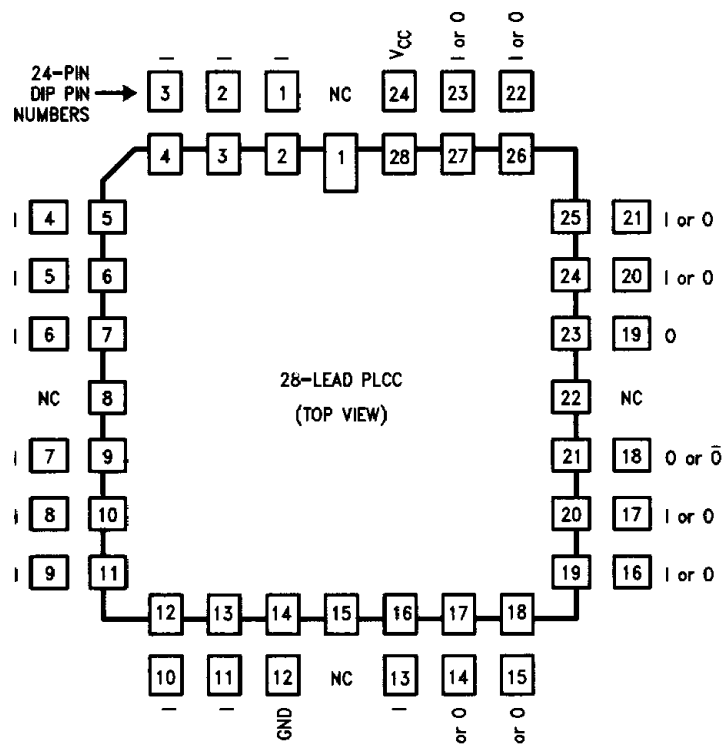 I I I VCC I or O I or O
24-PIN DIP PIN NUMBERS 3 2 1 NC 24 23 22
4 3 2 1 28 27 26
I 4 5 25 21 I or O
I 5 6 24 20 I or O
I 6 7 23 19 O
NC 8 22 NC
28-LEAD PLCC
(TOP VIEW)
I 7 9 21 18 O or O̅
I 8 10 20 17 I or O
I 9 11 19 16 I or O
12 13 14 15 16 17 18
10 11 12 NC 13 14 15
I I GND I or O or O